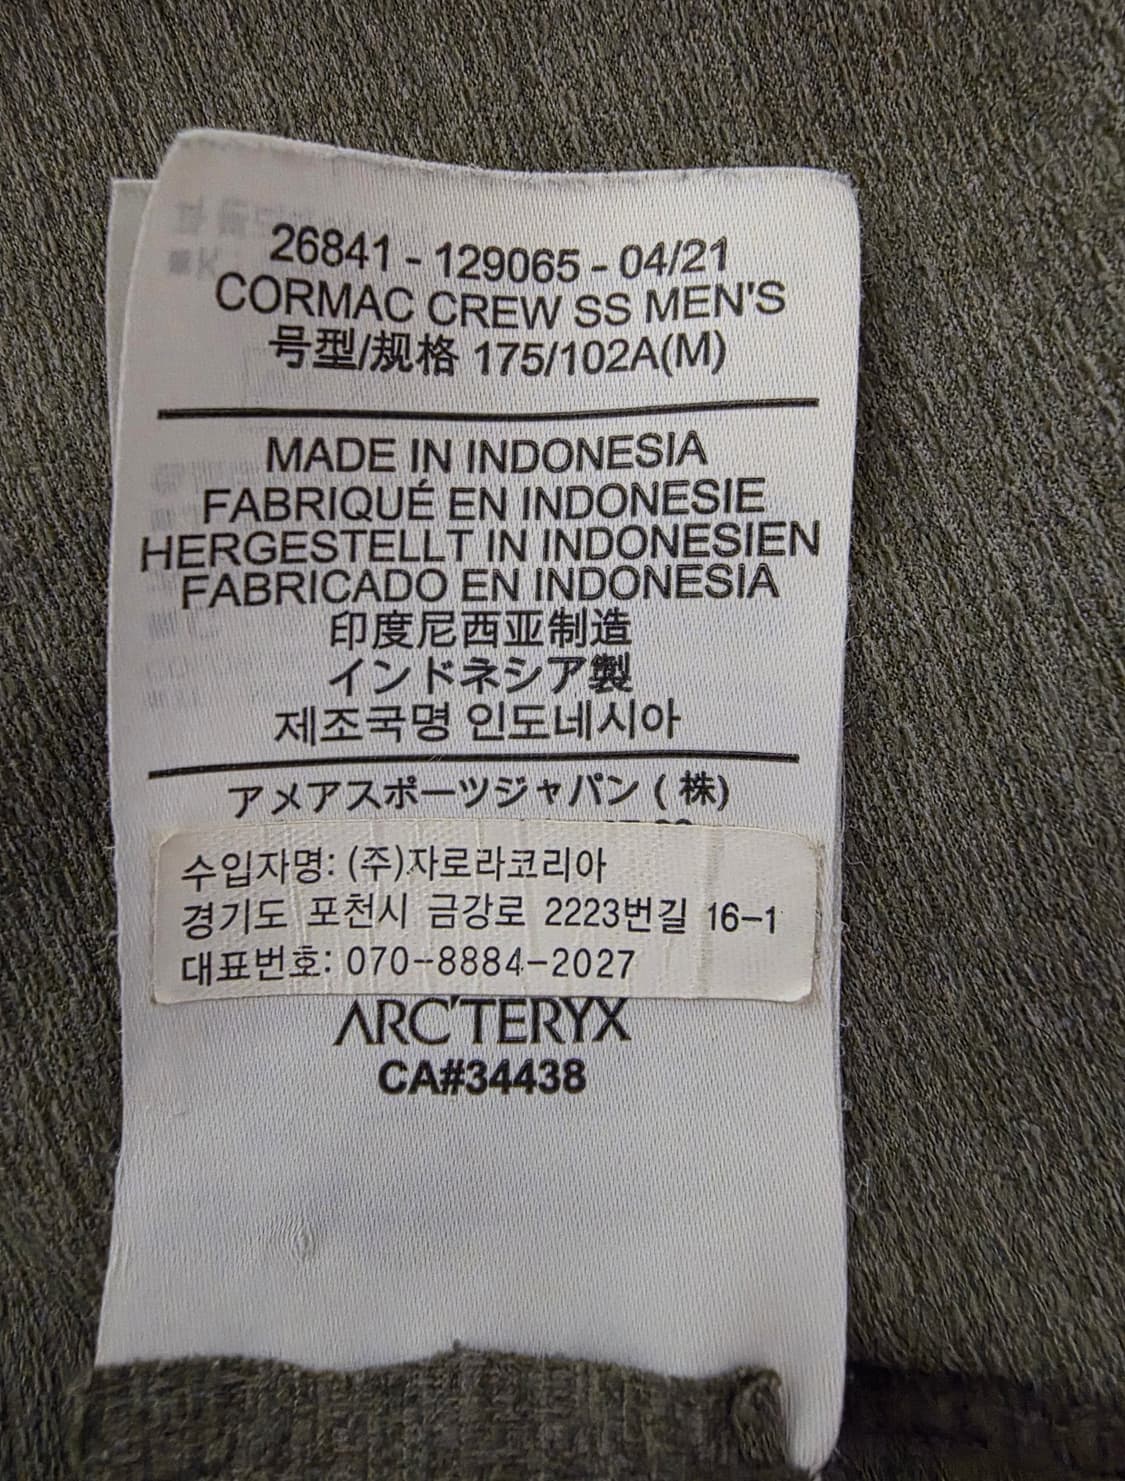 26841 - 129065 - 04/21
CORMAC CREW SS MEN'S
号型/规格 175/102A(M)
MADE IN INDONESIA
FABRIQUÉ EN INDONESIE
HERGESTELLT IN INDONESIEN
FABRICADO EN INDONESIA
印度尼西亚制造
インドネシア製
제조국명 인도네시아
アメアスポーツジャパン ( 株)
수입자명: (주)자로라코리아
경기도 포천시 금강로 2223번길 16-1
대표번호: 070-8884-2027
ARC'TERYX
CA#34438